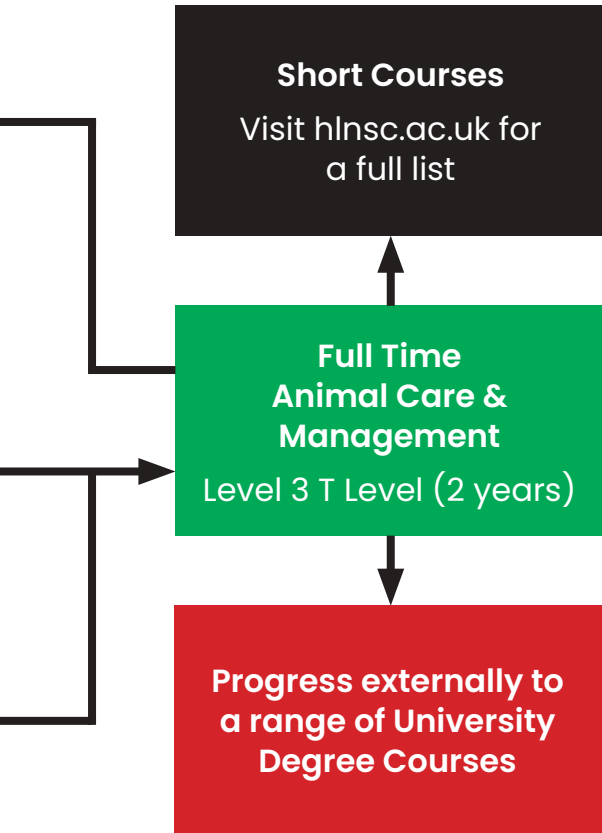 Short Courses
Visit hlnsc.ac.uk for
a full list
Full Time
Animal Care &
Management
Level 3 T Level (2 years)
Progress externally to
a range of University
Degree Courses